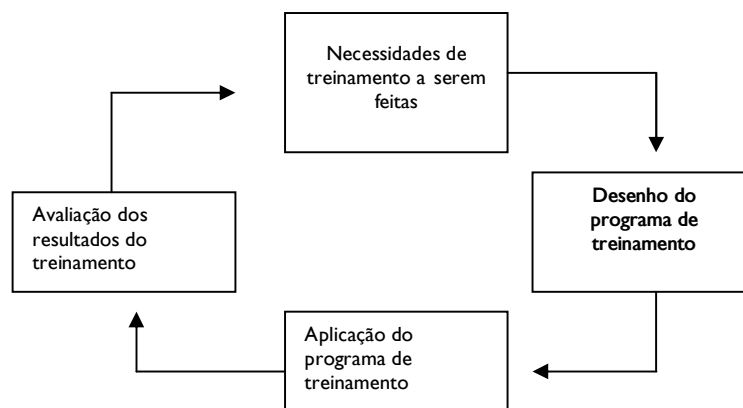 Necessidades de
treinamento a serem
feitas
Desenho do
programa de
treinamento
Aplicação do
programa de
treinamento
Avaliação dos
resultados do
treinamento